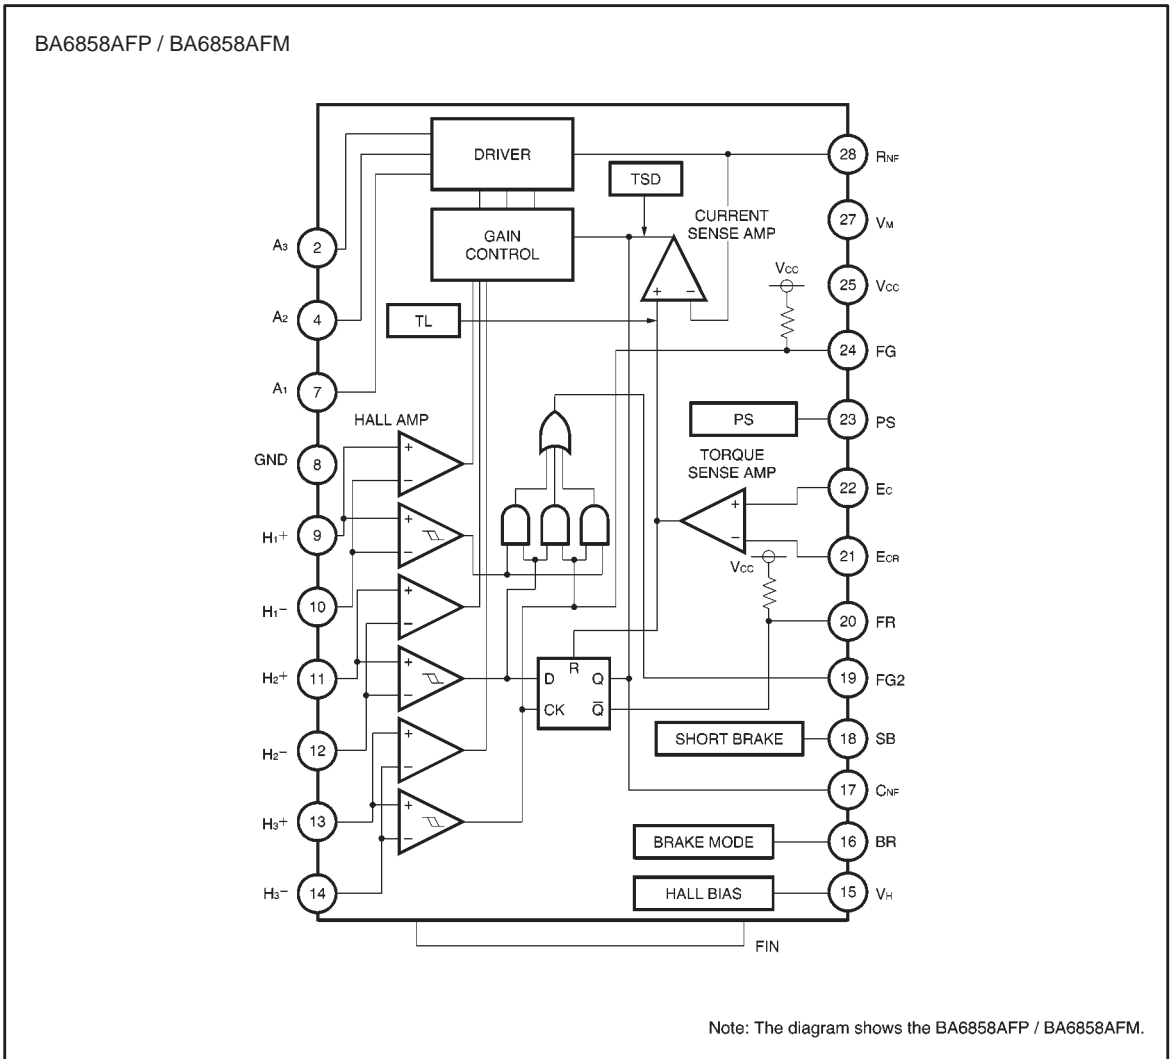 BA6858AFP / BA6858AFM
DRIVER
TSD
28 RNF
CURRENT
SENSE AMP
GAIN
CONTROL
27 VM
A3 2
VCC
25 VCC
+ −
A2 4
TL
24 FG
A1 7
HALL AMP
PS
23 PS
TORQUE
SENSE AMP
GND 8
+
−
22 EC
+
−
H1+ 9
+
−
21 ECR
VCC
H1− 10
+
−
20 FR
H2+ 11
+
−
R
D Q
CK Q̅
19 FG2
H2− 12
+
−
SHORT BRAKE
18 SB
17 CNF
H3+ 13
+
−
BRAKE MODE
16 BR
H3− 14
HALL BIAS
15 VH
FIN
Note: The diagram shows the BA6858AFP / BA6858AFM.